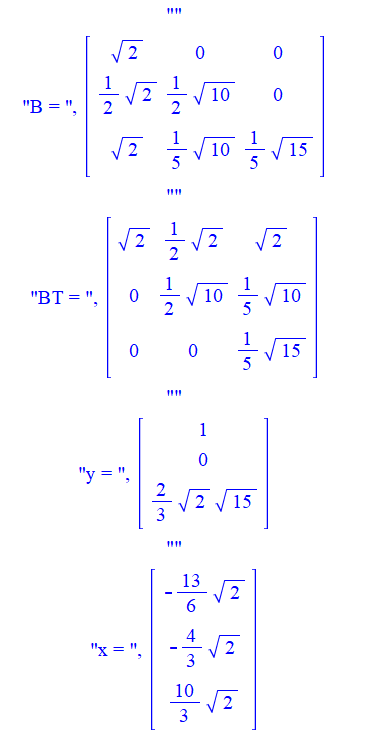 ""
"B = ", [ √2 0 0
1/2 √2 1/2 √10 0
√2 1/5 √10 1/5 √15 ]
""
"BT = ", [ √2 1/2 √2 √2
0 1/2 √10 1/5 √10
0 0 1/5 √15 ]
""
"y = ", [ 1
0
2/3 √2 √15 ]
""
"x = ", [ -13/6 √2
-4/3 √2
10/3 √2 ]